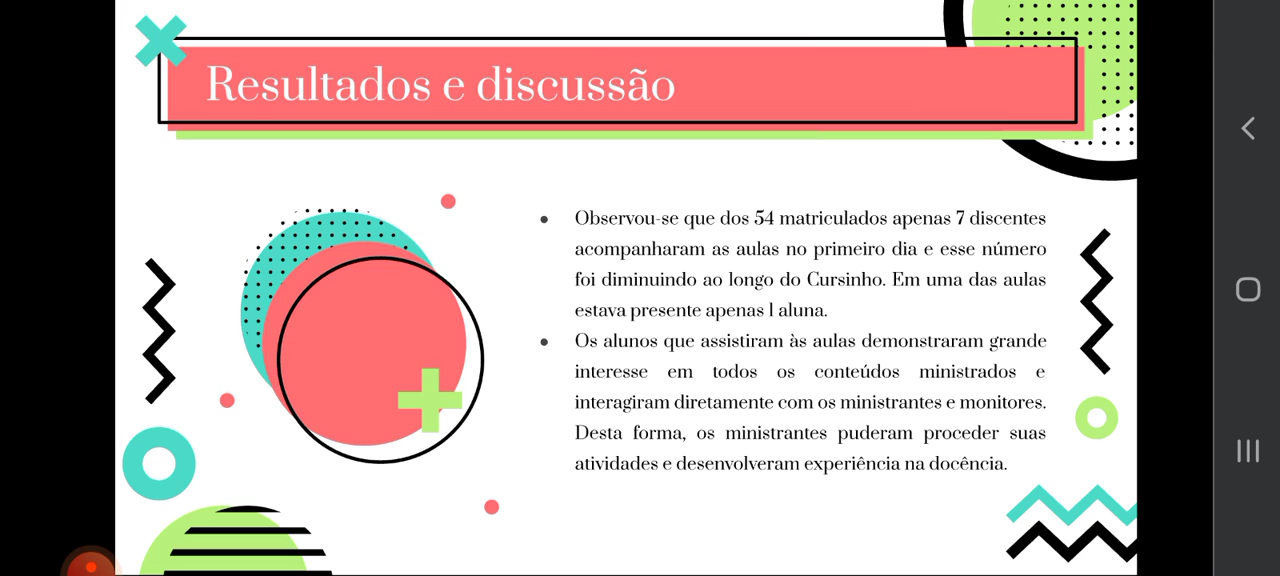 Resultados e discussão
• Observou-se que dos 54 matriculados apenas 7 discentes
acompanharam as aulas no primeiro dia e esse número
foi diminuindo ao longo do Cursinho. Em uma das aulas
estava presente apenas 1 aluna.
• Os alunos que assistiram às aulas demonstraram grande
interesse em todos os conteúdos ministrados e
interagiram diretamente com os ministrantes e monitores.
Desta forma, os ministrantes puderam proceder suas
atividades e desenvolveram experiência na docência.